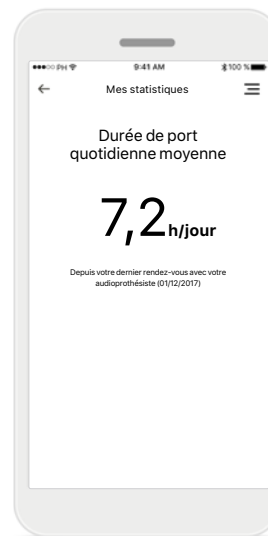 ●●●○○ PH 9:41 AM 100 %
Mes statistiques
Durée de port
quotidienne moyenne
7,2 h/jour
Depuis votre dernier rendez-vous avec votre
audioprothésiste (01/12/2017)